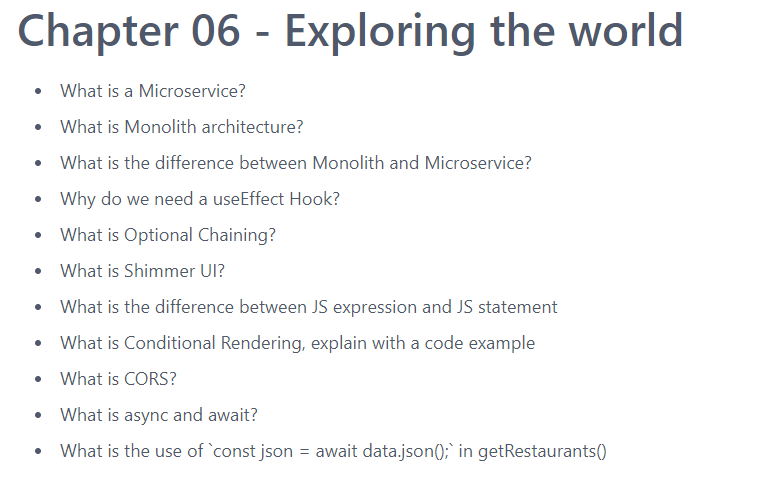 Chapter 06 - Exploring the world
• What is a Microservice?
• What is Monolith architecture?
• What is the difference between Monolith and Microservice?
• Why do we need a useEffect Hook?
• What is Optional Chaining?
• What is Shimmer UI?
• What is the difference between JS expression and JS statement
• What is Conditional Rendering, explain with a code example
• What is CORS?
• What is async and await?
• What is the use of `const json = await data.json();` in getRestaurants()